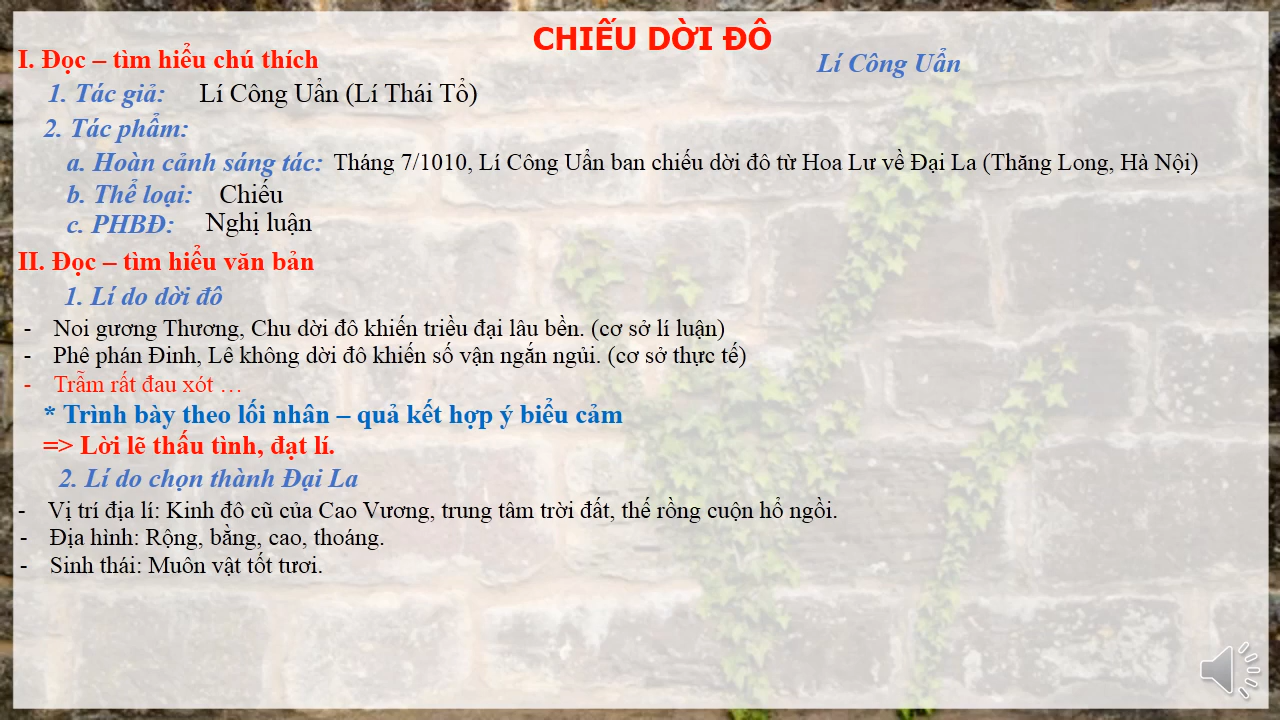 CHIẾU DỜI ĐÔ
Lí Công Uẩn
I. Đọc – tìm hiểu chú thích
1. Tác giả: Lí Công Uẩn (Lí Thái Tổ)
2. Tác phẩm:
a. Hoàn cảnh sáng tác: Tháng 7/1010, Lí Công Uẩn ban chiếu dời đô từ Hoa Lư về Đại La (Thăng Long, Hà Nội)
b. Thể loại: Chiếu
c. PHBĐ: Nghị luận
II. Đọc – tìm hiểu văn bản
1. Lí do dời đô
- Noi gương Thương, Chu dời đô khiến triều đại lâu bền. (cơ sở lí luận)
- Phê phán Đinh, Lê không dời đô khiến số vận ngắn ngủi. (cơ sở thực tế)
- Trẫm rất đau xót …
* Trình bày theo lối nhân – quả kết hợp ý biểu cảm
=> Lời lẽ thấu tình, đạt lí.
2. Lí do chọn thành Đại La
- Vị trí địa lí: Kinh đô cũ của Cao Vương, trung tâm trời đất, thế rồng cuộn hổ ngồi.
- Địa hình: Rộng, bằng, cao, thoáng.
- Sinh thái: Muôn vật tốt tươi.